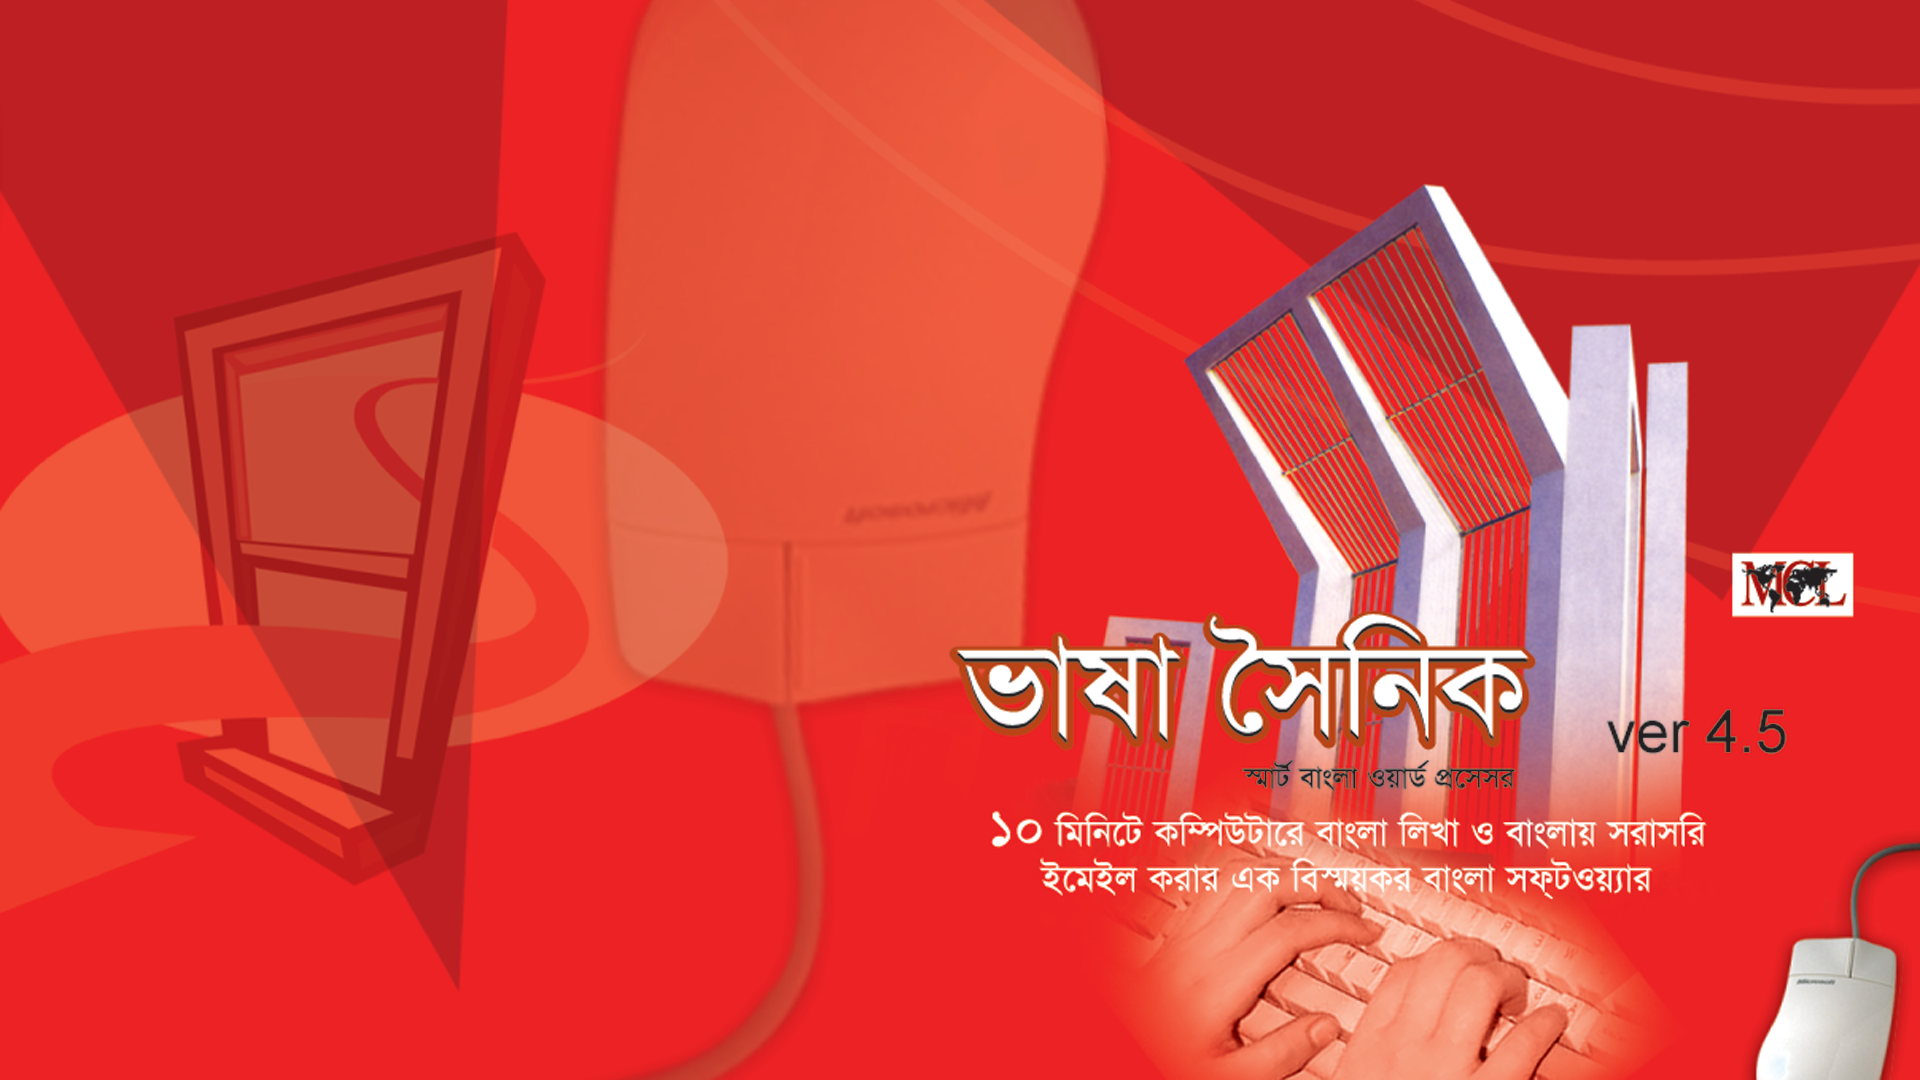 MCL
ভাষা সৈনিক
ver 4.5
স্মার্ট বাংলা ওয়ার্ড প্রসেসর
১০ মিনিটে কম্পিউটারে বাংলা লিখা ও বাংলায় সরাসরি
ইমেইল করার এক বিস্ময়কর বাংলা সফ্‌টওয়্যার
Microsoft